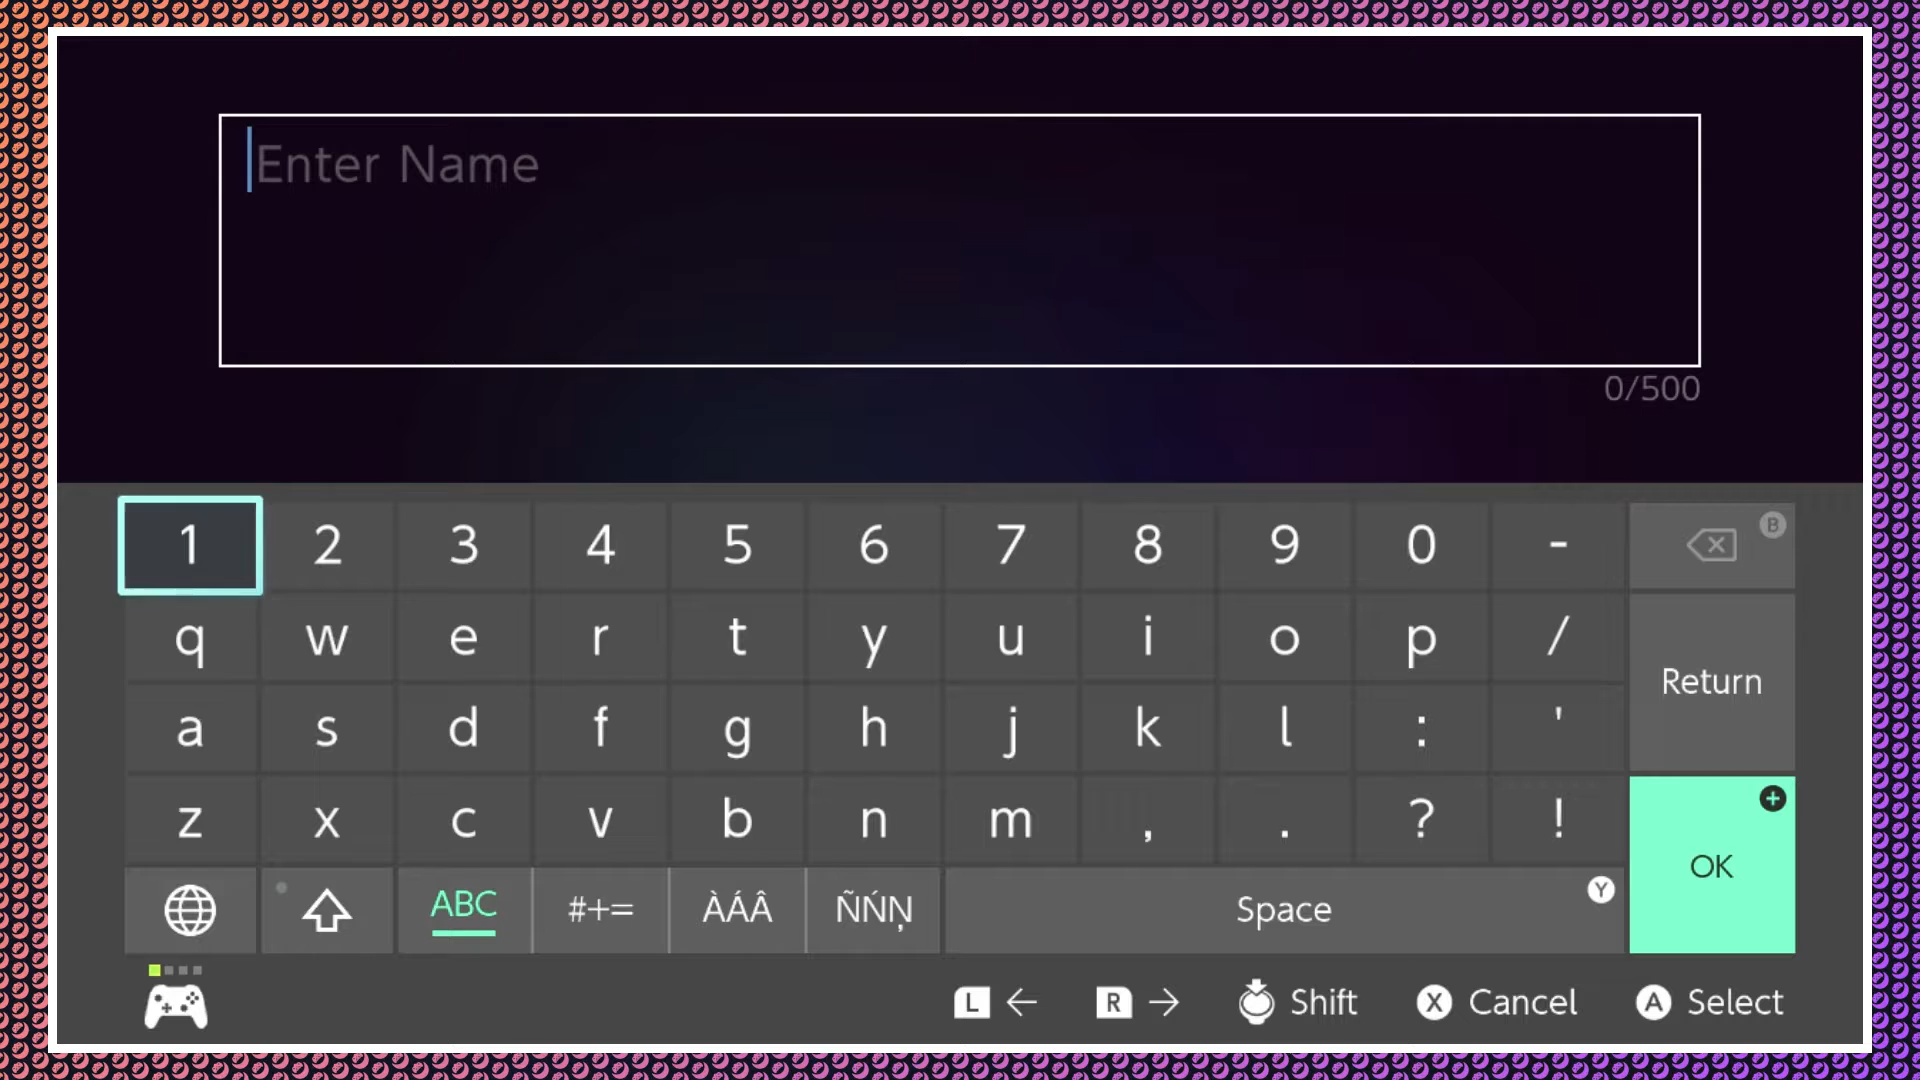 Enter Name
0/500
1 2 3 4 5 6 7 8 9 0 - B
q w e r t y u i o p / Return
a s d f g h j k l : '
z x c v b n m , . ? !
ABC #+= ÀÁÂ ÑŃŅ Space Y OK
L ← R → Shift X Cancel A Select